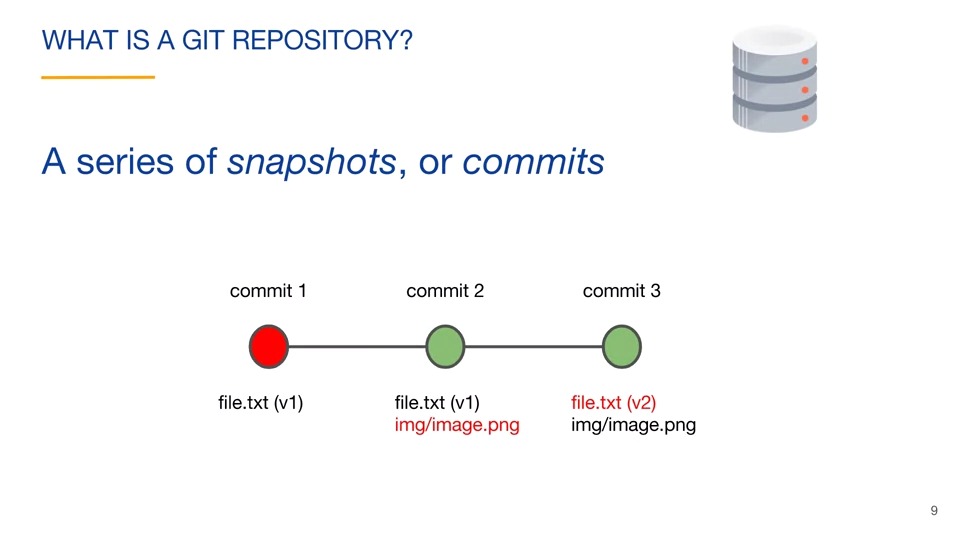 WHAT IS A GIT REPOSITORY?
A series of snapshots, or commits
commit 1
commit 2
commit 3
file.txt (v1)
file.txt (v1)
img/image.png
file.txt (v2)
img/image.png
9